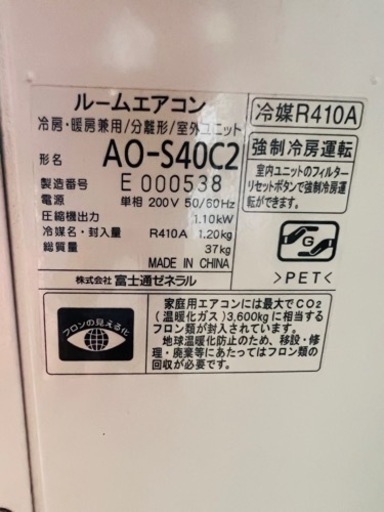 ルームエアコン
冷房・暖房兼用/分離形/室外ユニット
形名 AO-S40C2
製造番号 E 000538
電源 単相 200V 50/60Hz
圧縮機出力 1.10kW
冷媒名・封入量 R410A 1.20kg
総質量 37kg
MADE IN CHINA
株式会社 富士通ゼネラル
冷媒R410A
強制冷房運転
室内ユニットのフィルター
リセットボタンで強制冷房運
転ができます。
G
>PET<
フロンの見える化
家庭用エアコンには最大でCO2
(温暖化ガス)3,600kgに相当する
フロン類が封入されています。
地球温暖化防止のため、移設・修
理・廃棄等にあたってはフロン類の
回収が必要です。